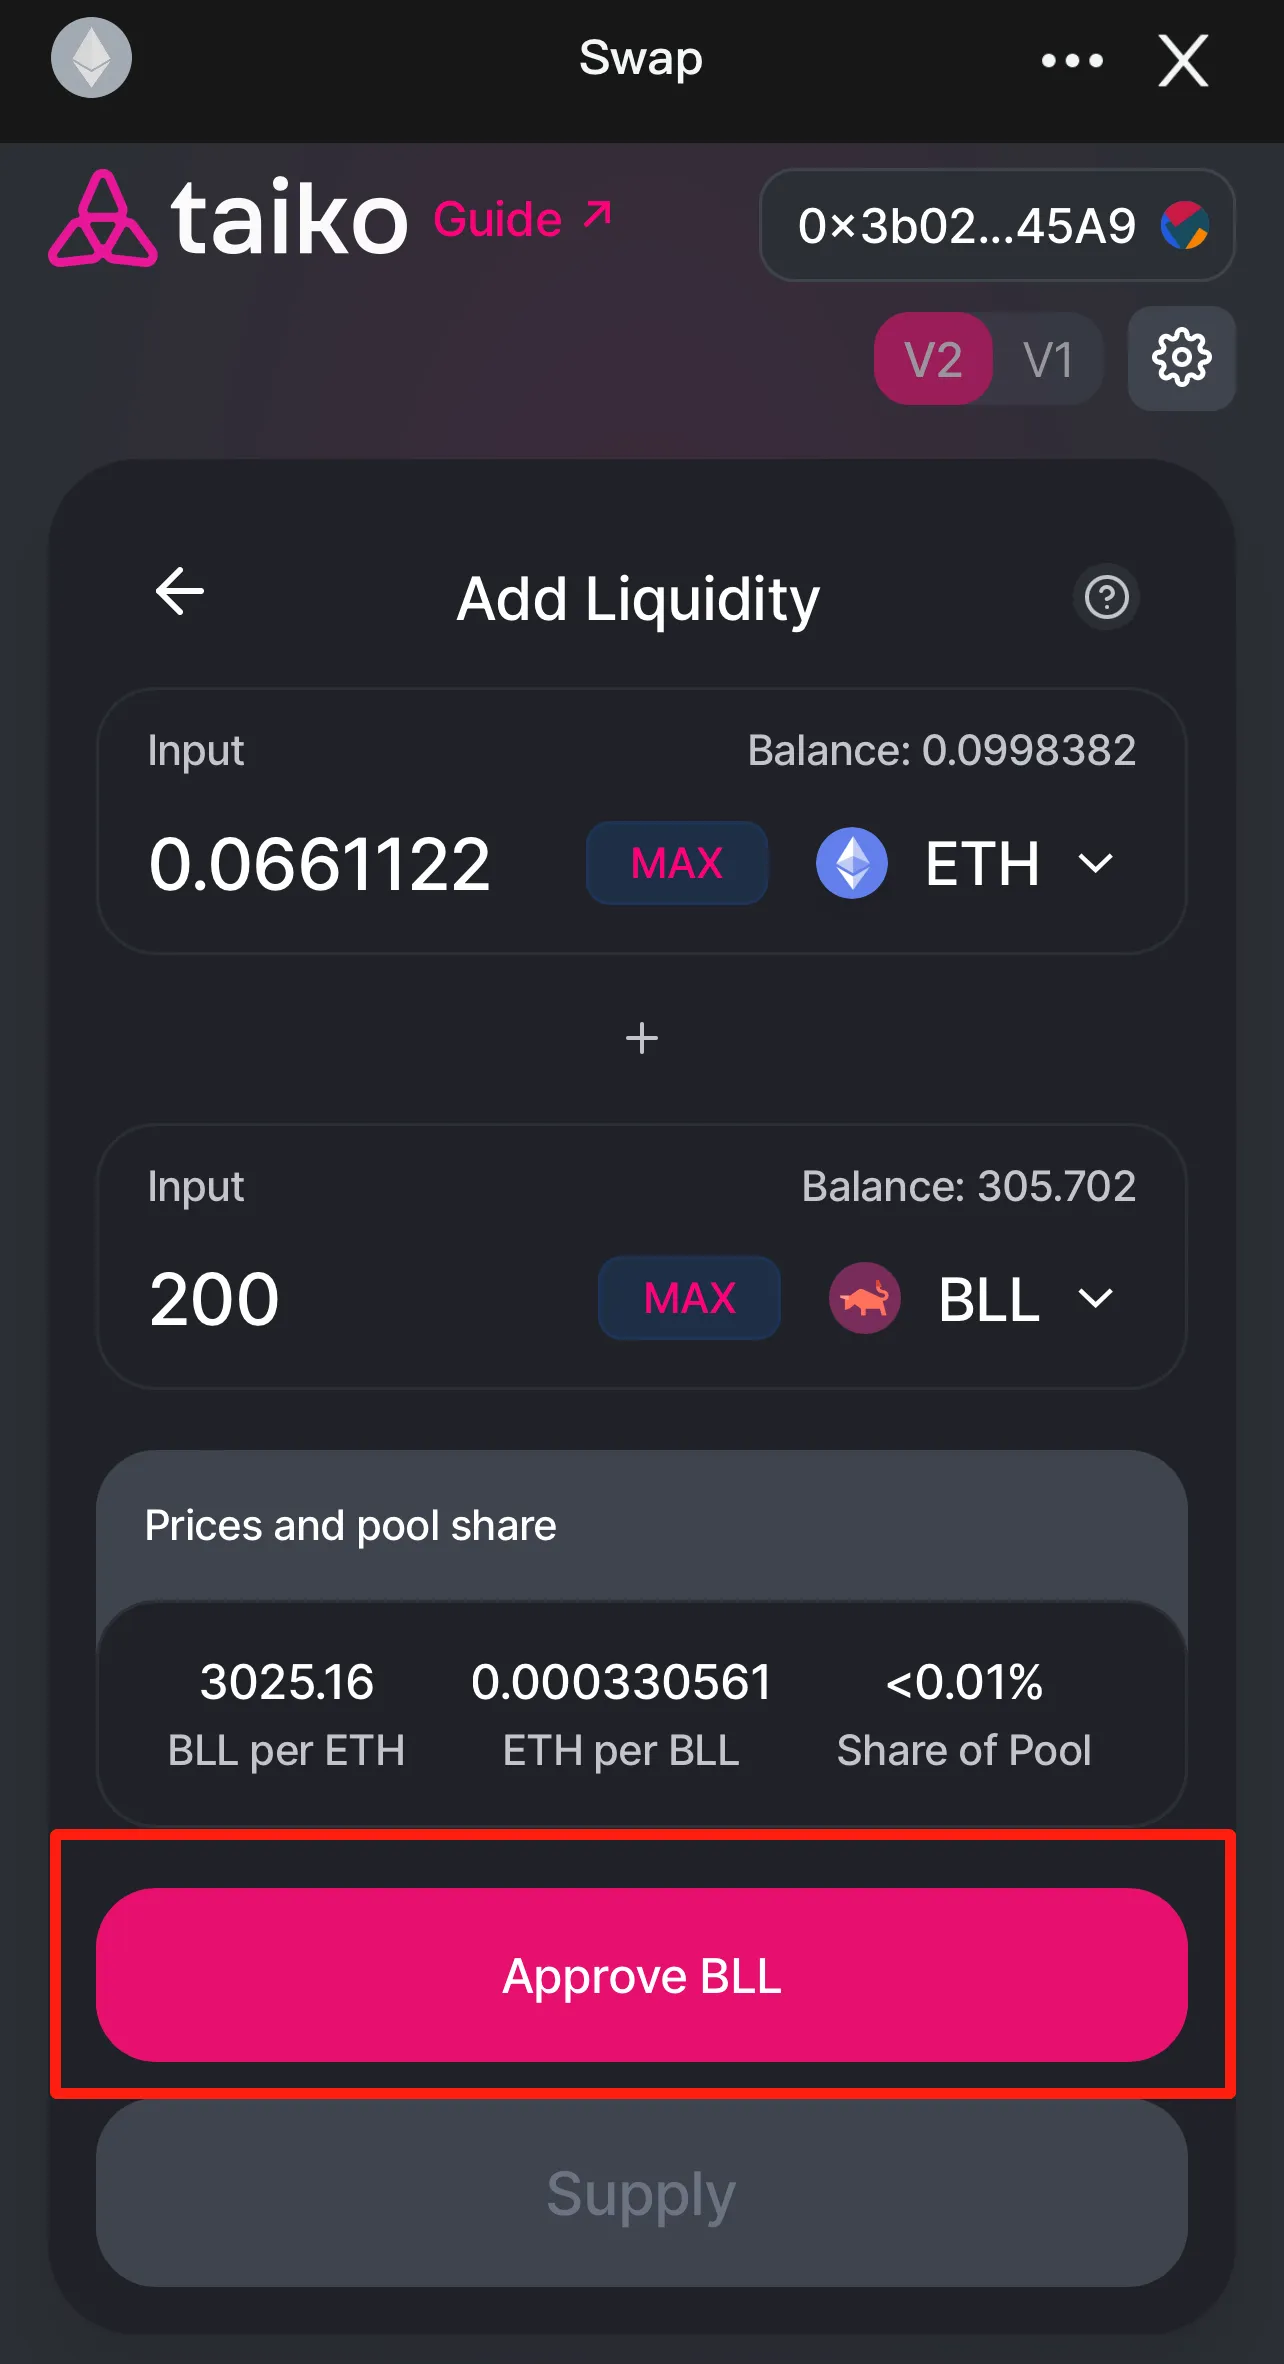 Swap
taiko Guide ↗ 0×3b02...45A9
V2 V1
Add Liquidity
Input Balance: 0.0998382
0.0661122 MAX ETH
+
Input Balance: 305.702
200 MAX BLL
Prices and pool share
3025.16 0.000330561 <0.01%
BLL per ETH ETH per BLL Share of Pool
Approve BLL
Supply